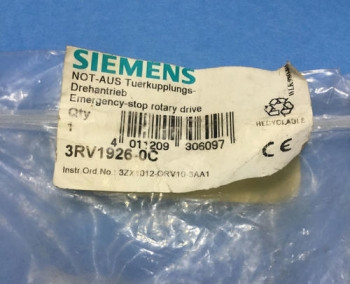 SIEMENS
NOT-AUS Tuerkupplungs-
Drehantrieb
Emergency-stop rotary drive
Qty
1
4 011209 306097
3RV1926-0C
RECYCLABLE
CE
Instr.Ord.No.: 3ZX1012-0RV10-3AA1